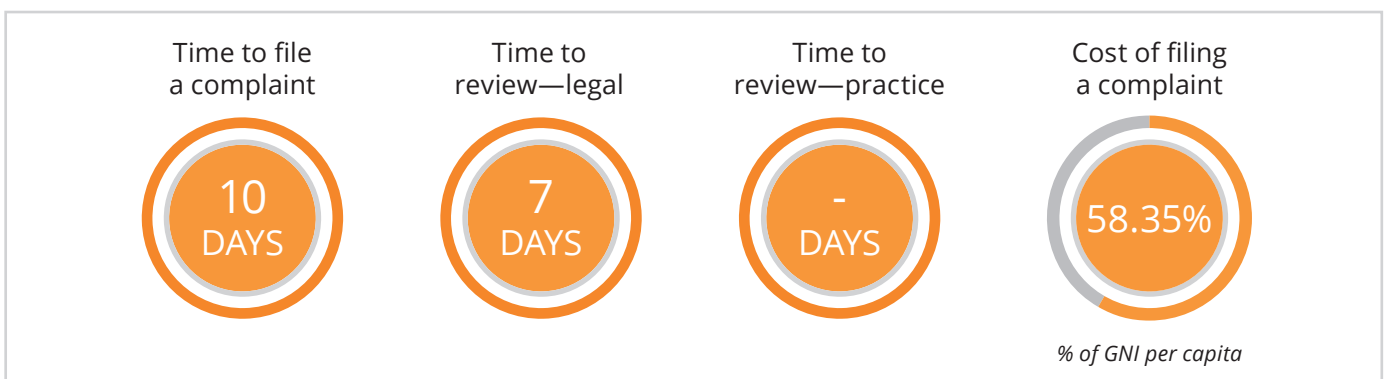 Time to file
a complaint
10
DAYS
Time to
review—legal
7
DAYS
Time to
review—practice
-
DAYS
Cost of filing
a complaint
58.35%
% of GNI per capita